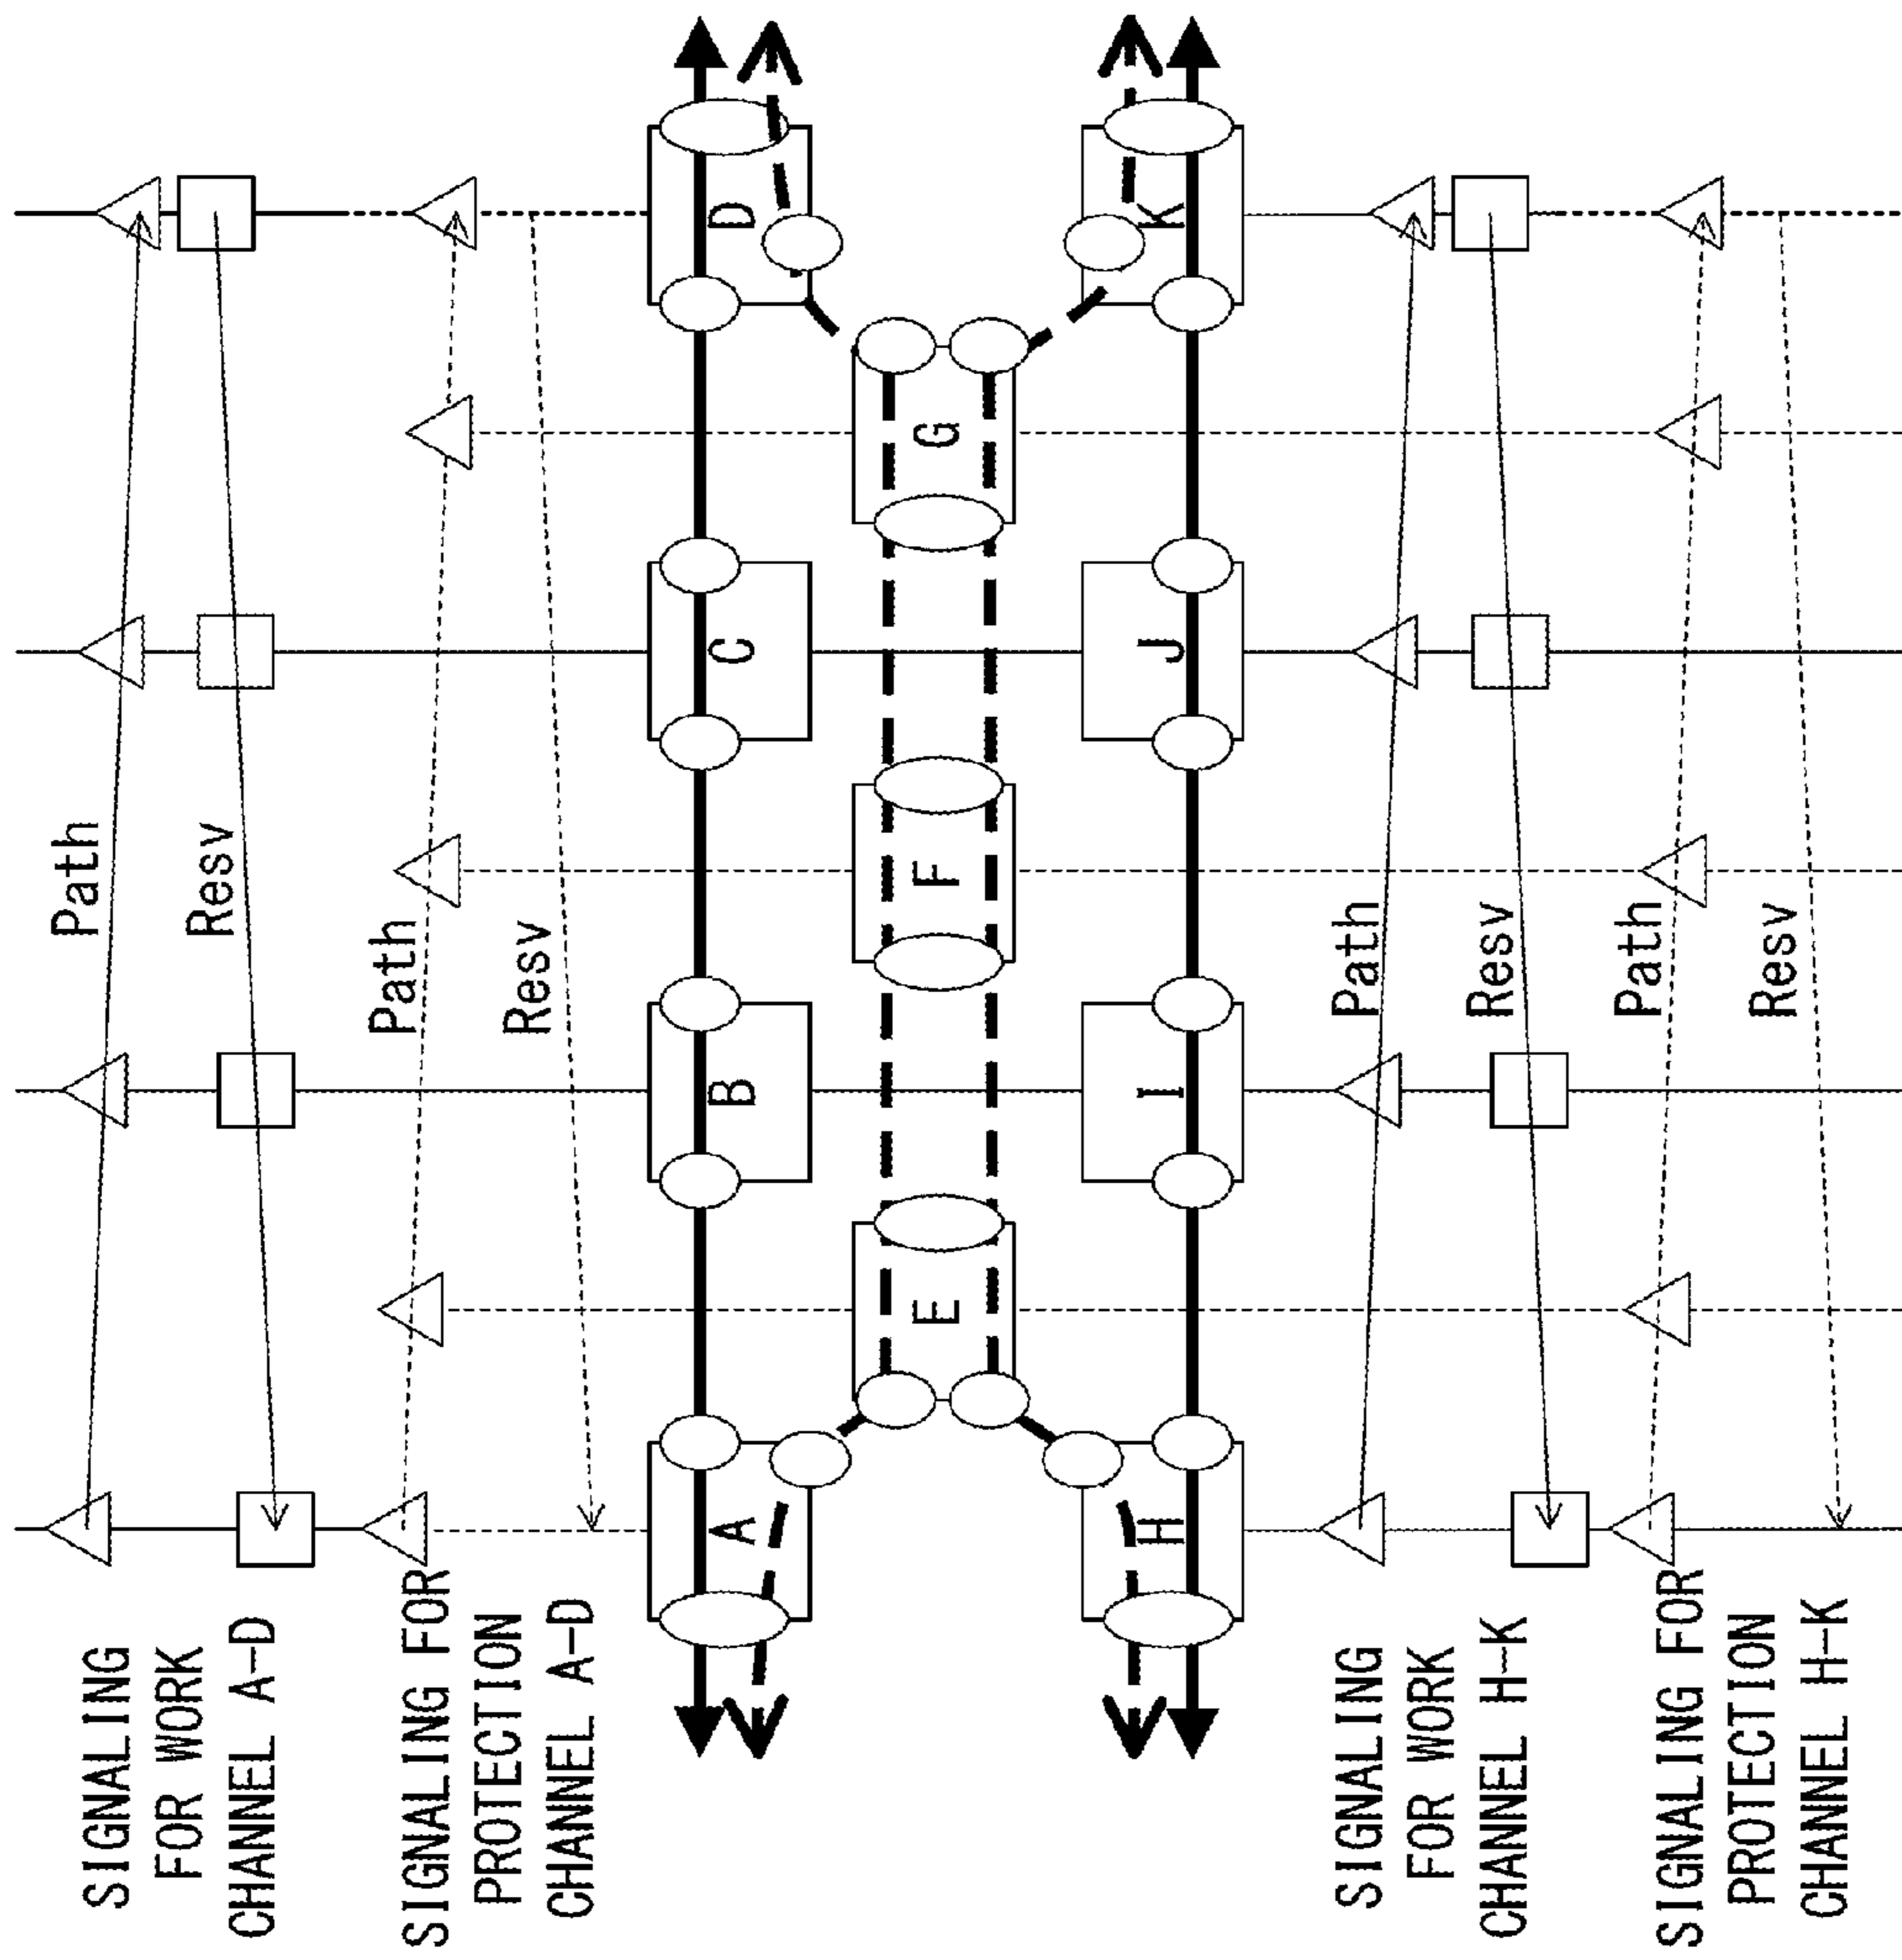 SIGNALING
FOR WORK
CHANNEL A-D
Path
Resv
SIGNALING FOR
PROTECTION
CHANNEL A-D
Path
Resv
A
B
C
D
E
F
G
H
I
J
K
SIGNALING
FOR WORK
CHANNEL H-K
Path
Resv
SIGNALING FOR
PROTECTION
CHANNEL H-K
Path
Resv